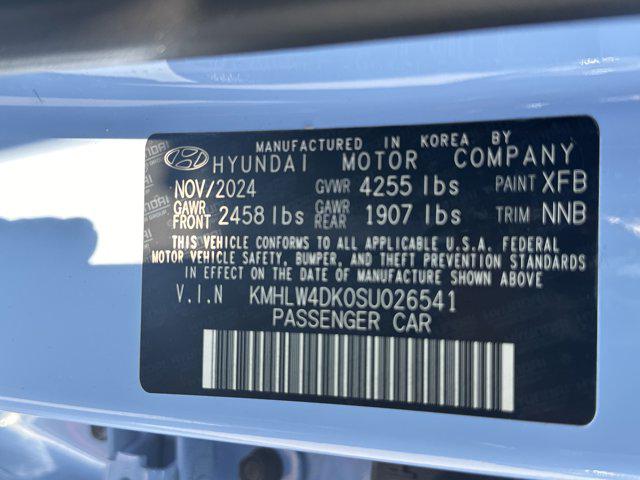 MANUFACTURED IN KOREA BY
HYUNDAI MOTOR COMPANY
NOV/2024 GVWR 4255 lbs PAINT XFB
GAWR FRONT 2458 lbs GAWR REAR 1907 lbs TRIM NNB
THIS VEHICLE CONFORMS TO ALL APPLICABLE U.S.A. FEDERAL
MOTOR VEHICLE SAFETY, BUMPER, AND THEFT PREVENTION STANDARDS
IN EFFECT ON THE DATE OF MANUFACTURE SHOWN ABOVE
V.I.N KMHLW4DK0SU026541
PASSENGER CAR